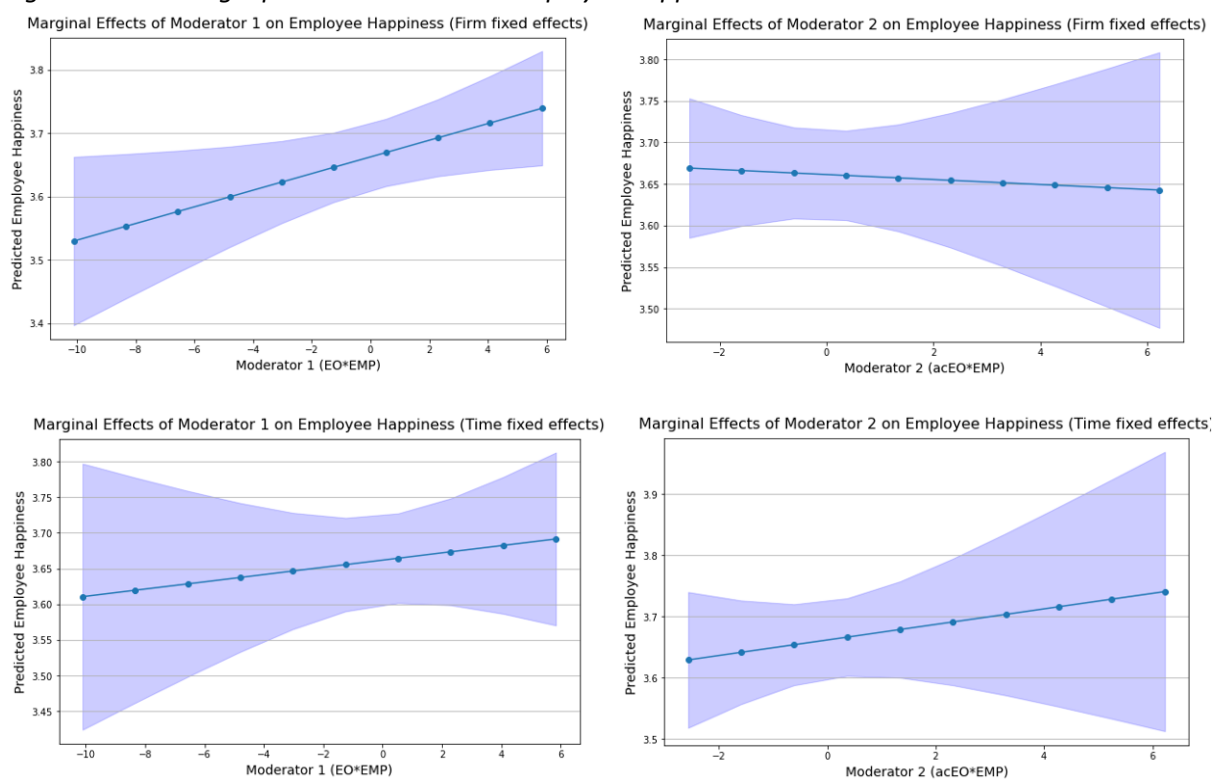 Marginal Effects of Moderator 1 on Employee Happiness (Firm fixed effects)
Predicted Employee Happiness
3.8
3.7
3.6
3.5
3.4
−10 −8 −6 −4 −2 0 2 4 6
Moderator 1 (EO*EMP)
Marginal Effects of Moderator 2 on Employee Happiness (Firm fixed effects)
Predicted Employee Happiness
3.80
3.75
3.70
3.65
3.60
3.55
3.50
−2 0 2 4 6
Moderator 2 (acEO*EMP)
Marginal Effects of Moderator 1 on Employee Happiness (Time fixed effects)
Predicted Employee Happiness
3.80
3.75
3.70
3.65
3.60
3.55
3.50
3.45
−10 −8 −6 −4 −2 0 2 4 6
Moderator 1 (EO*EMP)
Marginal Effects of Moderator 2 on Employee Happiness (Time fixed effects)
Predicted Employee Happiness
3.9
3.8
3.7
3.6
3.5
−2 0 2 4 6
Moderator 2 (acEO*EMP)